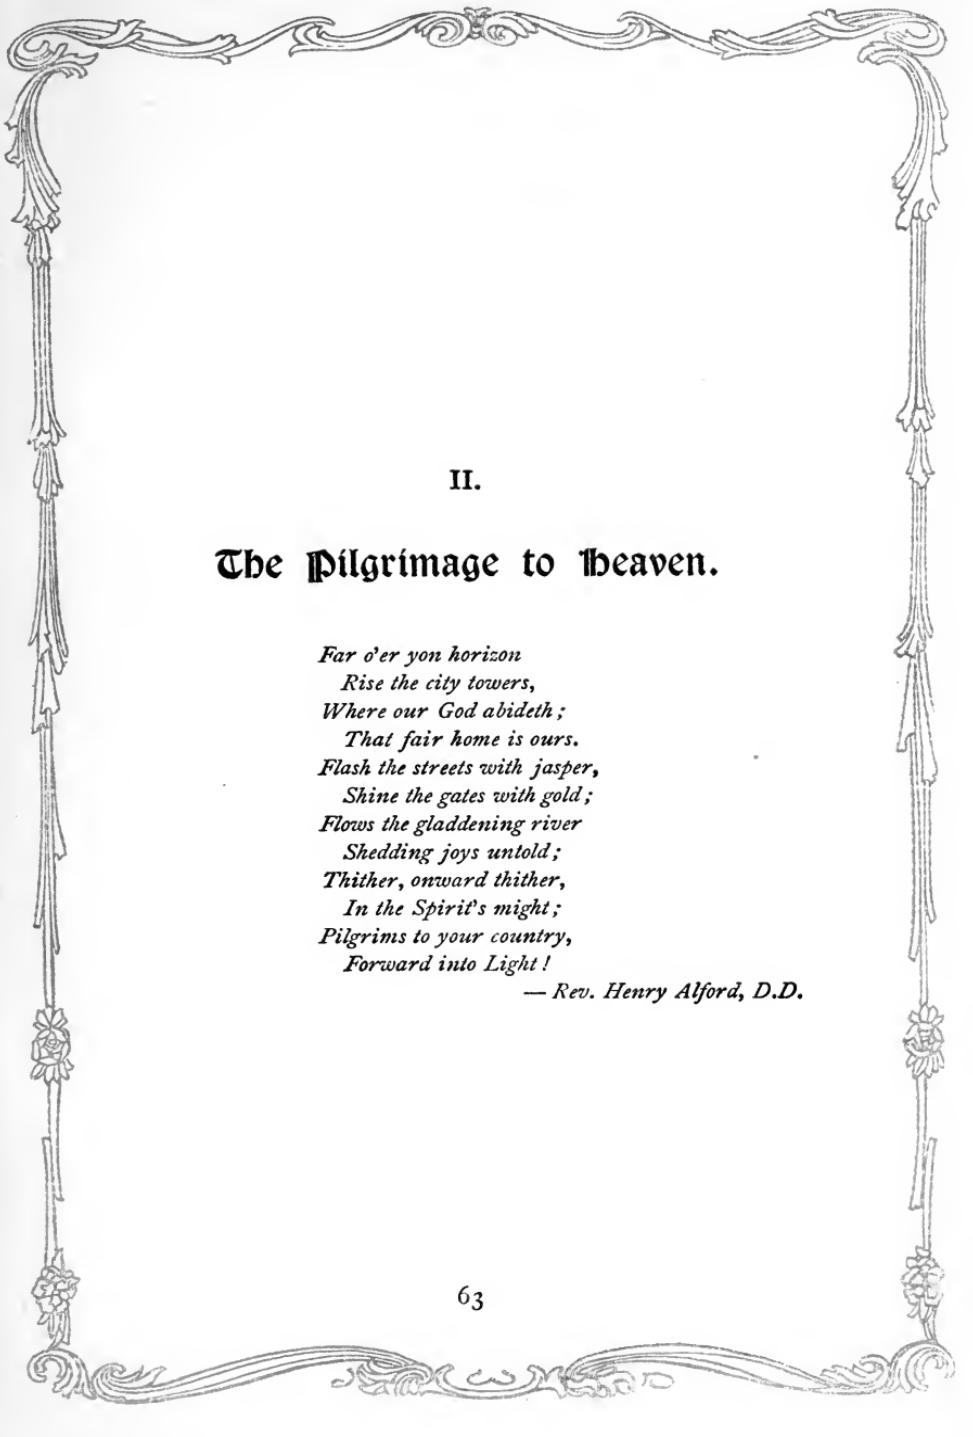 II.
The Pilgrimage to Heaven.
Far o'er yon horizon
Rise the city towers,
Where our God abideth;
That fair home is ours.
Flash the streets with jasper,
Shine the gates with gold;
Flows the gladdening river
Shedding joys untold;
Thither, onward thither,
In the Spirit's might;
Pilgrims to your country,
Forward into Light!
— Rev. Henry Alford, D.D.
63